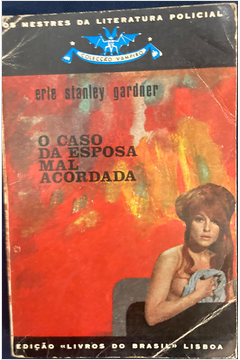 OS MESTRES DA LITERATURA POLICIAL
COLECÇÃO VAMPIRO
erle stanley gardner
O CASO
DA ESPOSA
MAL
ACORDADA
EDIÇÃO «LIVROS DO BRASIL» LISBOA